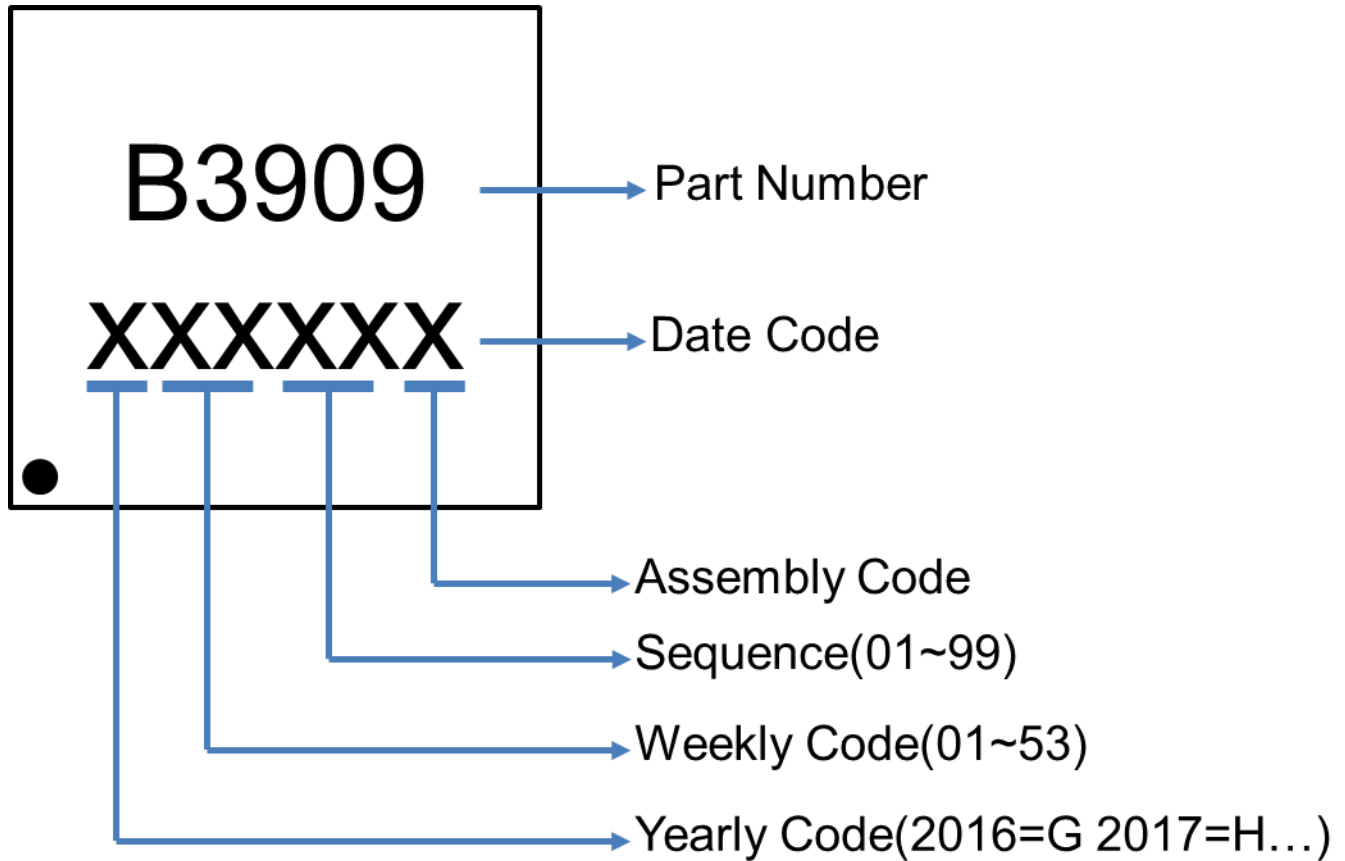 B3909
Part Number
XXXXXX
Date Code
Assembly Code
Sequence(01~99)
Weekly Code(01~53)
Yearly Code(2016=G 2017=H...)